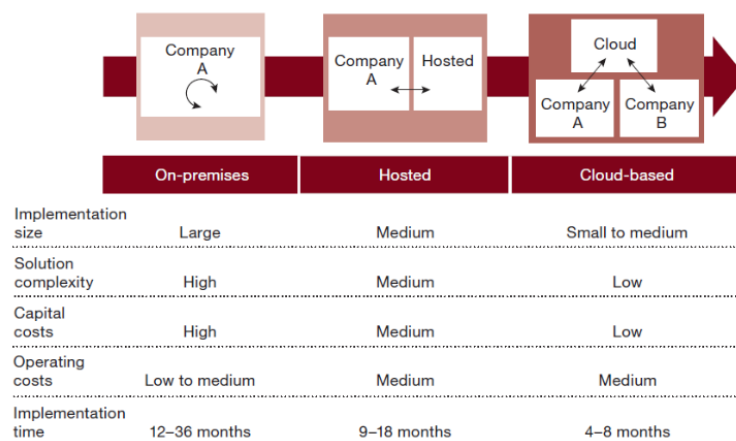 Company
A
Company
A
Hosted
Cloud
Company
A
Company
B
On-premises Hosted Cloud-based
Implementation
size Large Medium Small to medium
Solution
complexity High Medium Low
Capital
costs High Medium Low
Operating
costs Low to medium Medium Medium
Implementation
time 12–36 months 9–18 months 4–8 months